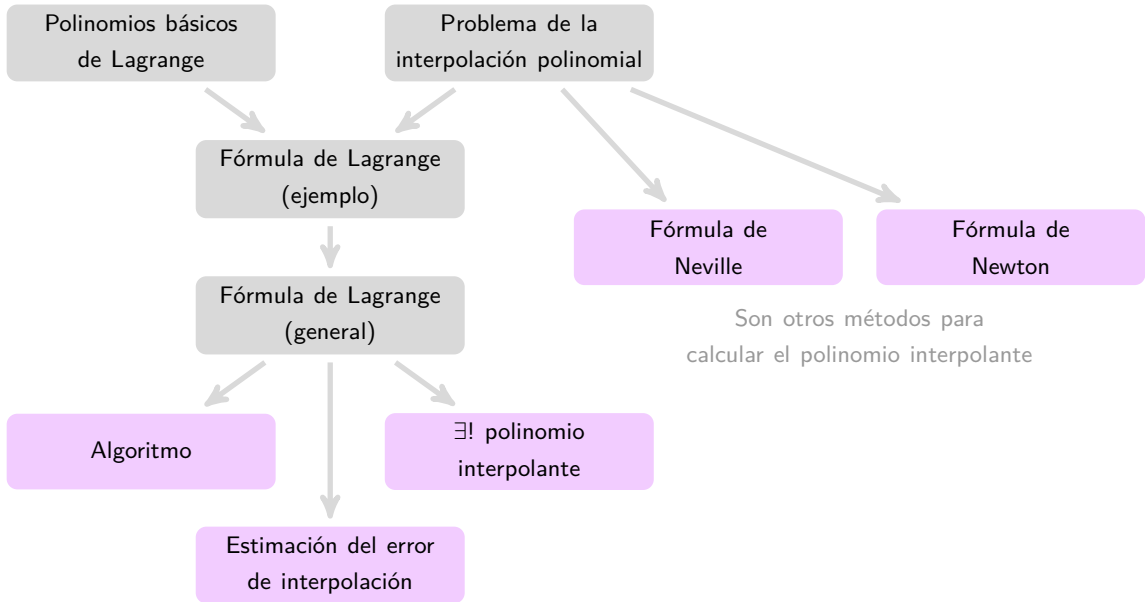 Polinomios básicos
de Lagrange
Problema de la
interpolación polinomial
Fórmula de Lagrange
(ejemplo)
Fórmula de
Neville
Fórmula de
Newton
Fórmula de Lagrange
(general)
Son otros métodos para
calcular el polinomio interpolante
Algoritmo
∃! polinomio
interpolante
Estimación del error
de interpolación